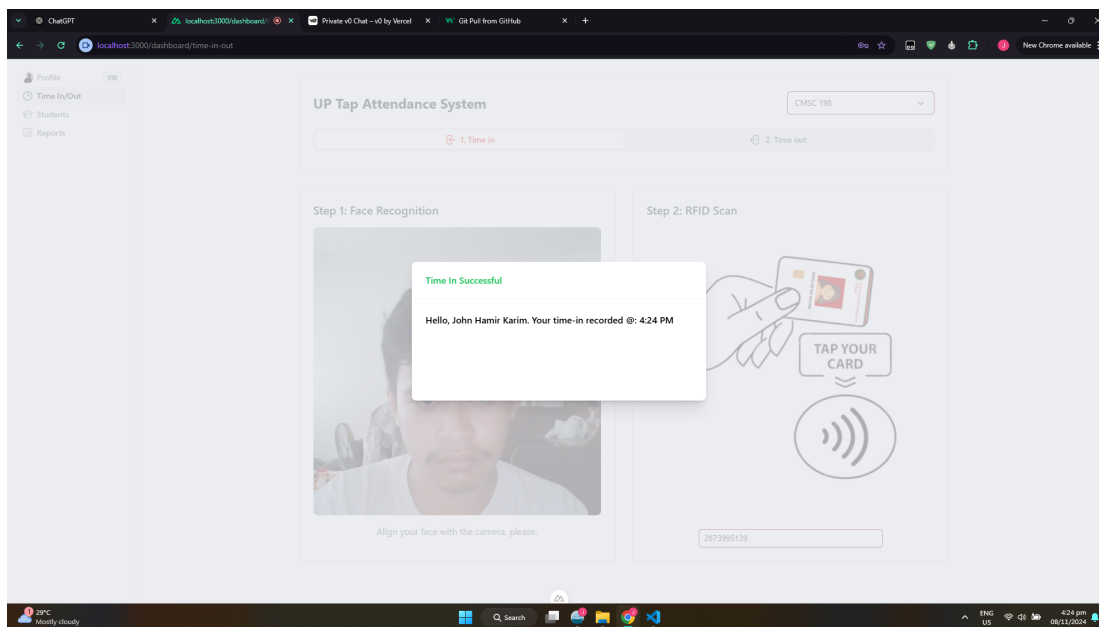 ChatGPT
localhost:3000/dashboard/
Private v0 Chat – v0 by Vercel
Git Pull from GitHub
localhost:3000/dashboard/time-in-out
New Chrome available
Profile
Time In/Out
Students
Reports
UP Tap Attendance System
CMSC 198
1. Time in
2. Time out
Step 1: Face Recognition
Step 2: RFID Scan
Time In Successful
Hello, John Hamir Karim. Your time-in recorded @: 4:24 PM
TAP YOUR
CARD
Align your face with the camera, please.
2873995139
1
29°C
Mostly cloudy
Search
ENG
US
4:24 pm
08/11/2024